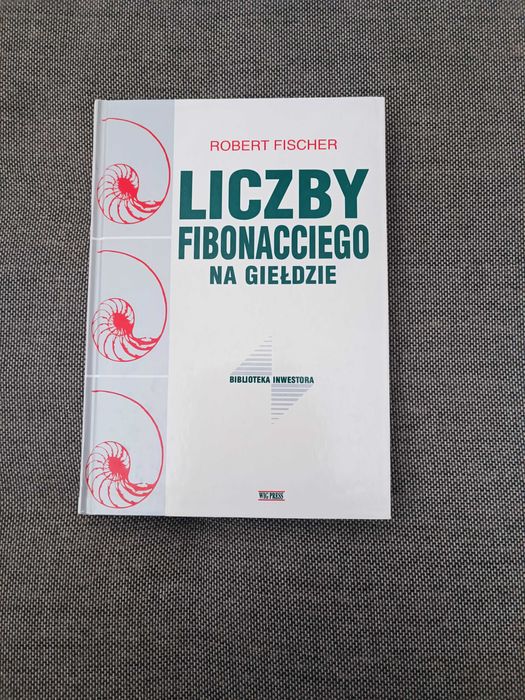 ROBERT FISCHER
LICZBY
FIBONACCIEGO
NA GIEŁDZIE
BIBLIOTEKA INWESTORA
WIG PRESS